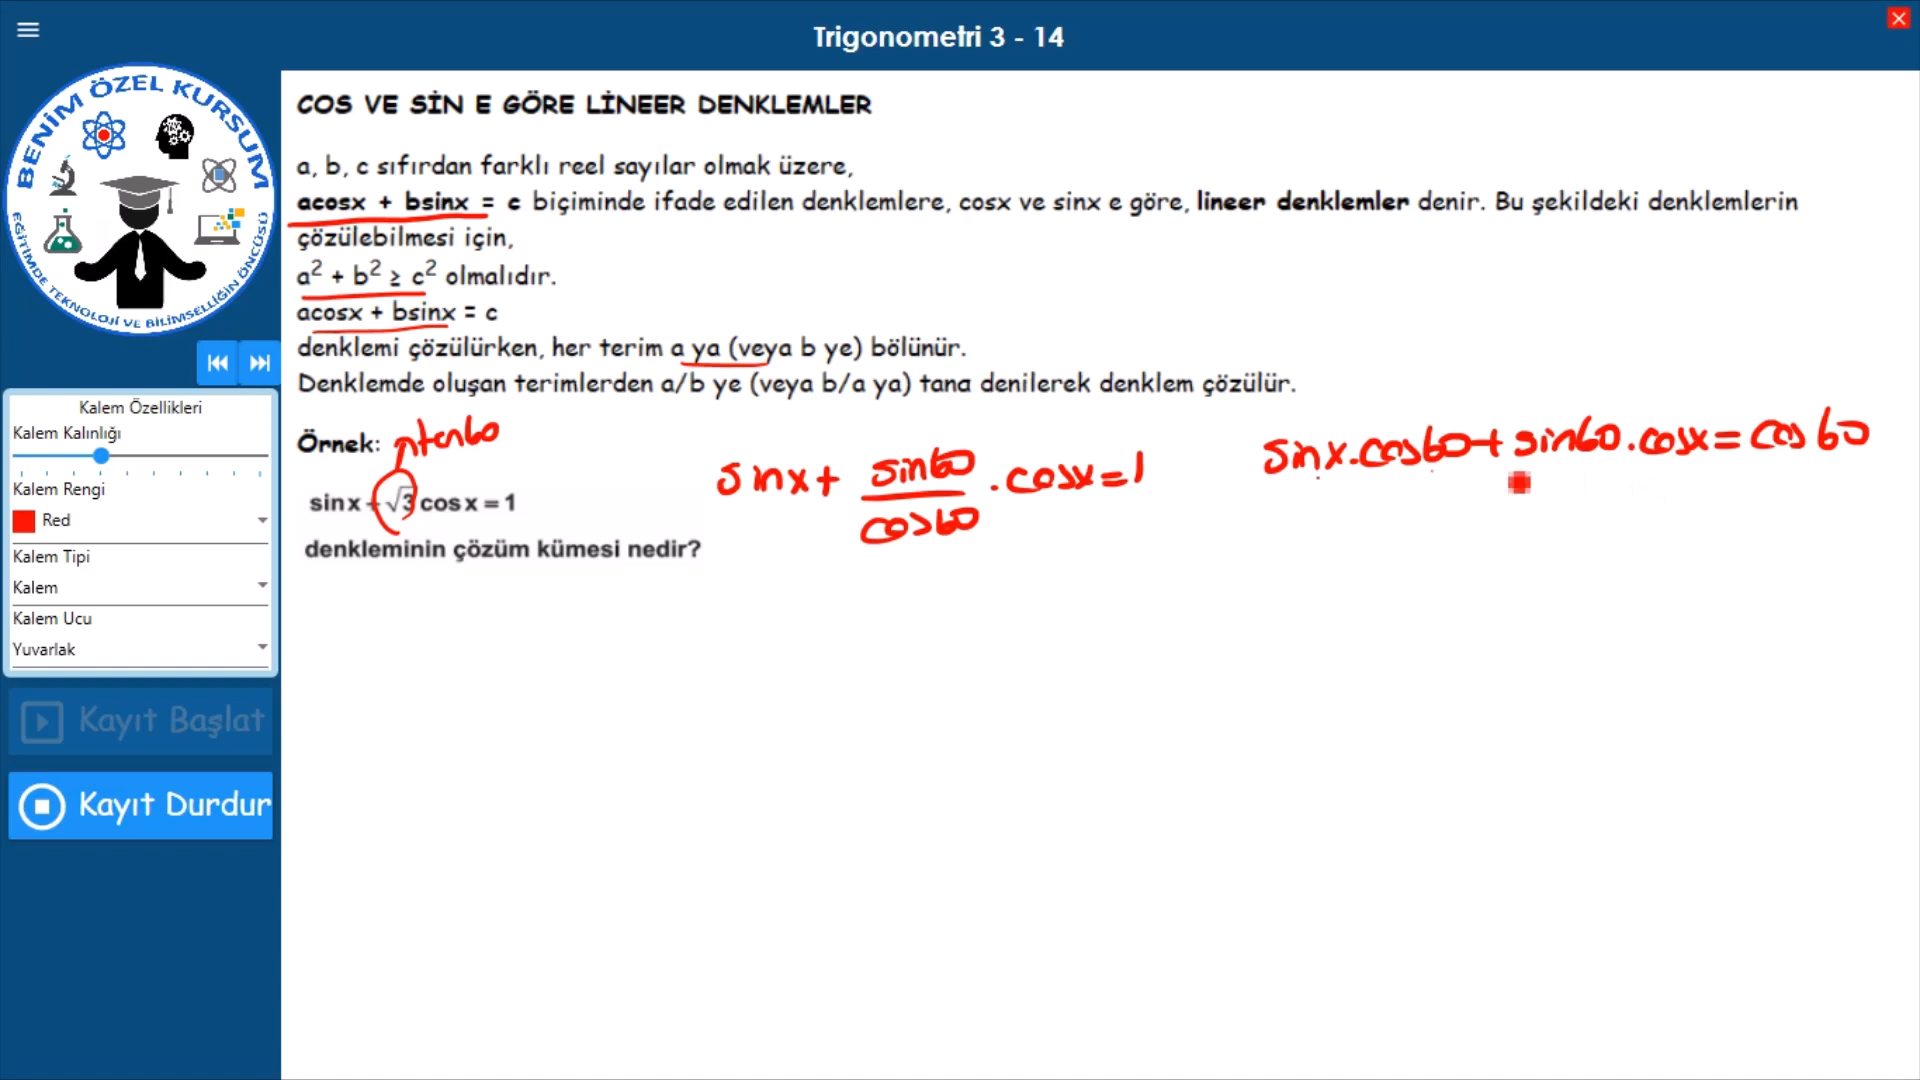 Trigonometri 3 - 14
BENİM ÖZEL KURSUM
EĞİTİMDE TEKNOLOJİ VE BİLİMSELLİĞİN ÖNCÜSÜ
Kalem Özellikleri
Kalem Kalınlığı
Kalem Rengi
Red
Kalem Tipi
Kalem
Kalem Ucu
Yuvarlak
Kayıt Başlat
Kayıt Durdur
COS VE SİN E GÖRE LİNEER DENKLEMLER
a, b, c sıfırdan farklı reel sayılar olmak üzere,
acosx + bsinx = c biçiminde ifade edilen denklemlere, cosx ve sinx e göre, lineer denklemler denir. Bu şekildeki denklemlerin
çözülebilmesi için,
a² + b² ≥ c² olmalıdır.
acosx + bsinx = c
denklemi çözülürken, her terim a ya (veya b ye) bölünür.
Denklemde oluşan terimlerden a/b ye (veya b/a ya) tana denilerek denklem çözülür.
Örnek:
tan60
sin x + √3 cos x = 1
denkleminin çözüm kümesi nedir?
sinx + sin60/cos60 . cosx = 1
sinx.cos60 + sin60.cosx = cos60